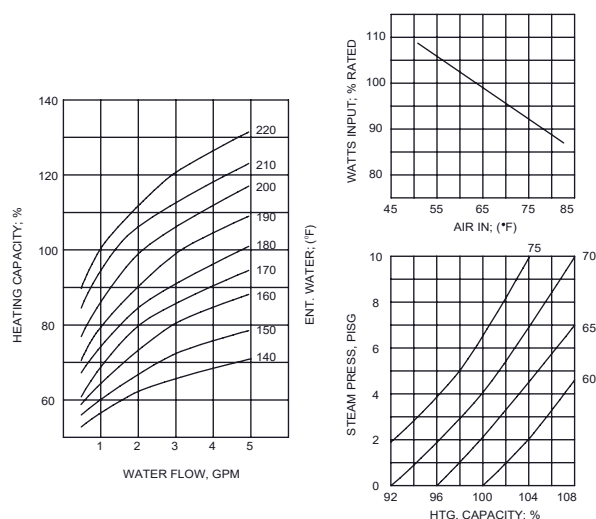 140
120
100
80
60
HEATING CAPACITY; %
220
210
200
190
180
170
160
150
140
ENT. WATER; (°F)
1 2 3 4 5
WATER FLOW, GPM
110
100
90
80
WATTS INPUT; % RATED
45 55 65 75 85
AIR IN; (°F)
75
70
65
60
10
8
6
4
2
0
STEAM PRESS, PISG
92 96 100 104 108
HTG. CAPACITY; %